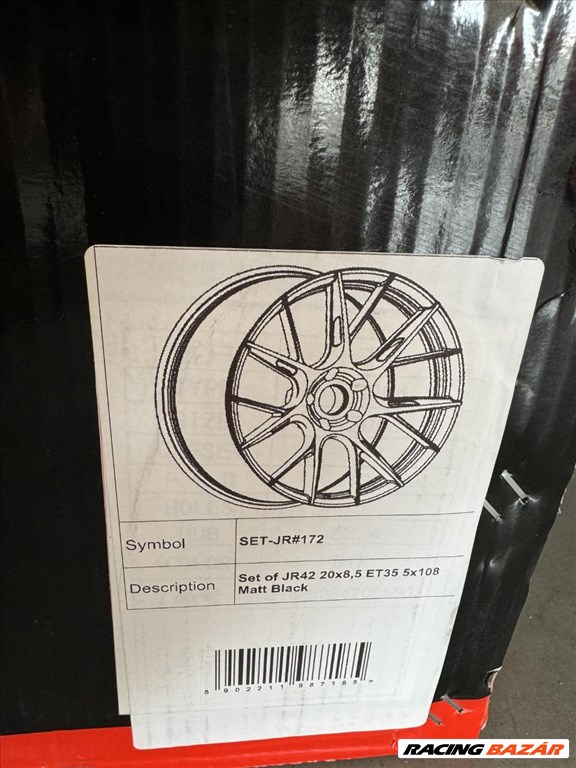 Symbol
SET-JR#172
Description
Set of JR42 20x8,5 ET35 5x108
Matt Black
5 902211 987185 >
RACING BAZÁR